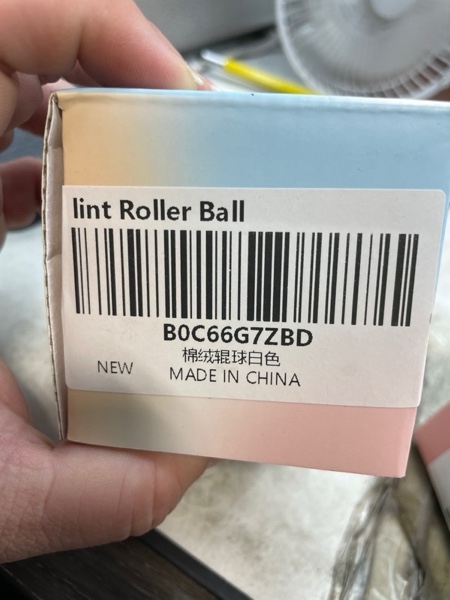 lint Roller Ball
B0C66G7ZBD
棉绒辊球白色
NEW MADE IN CHINA